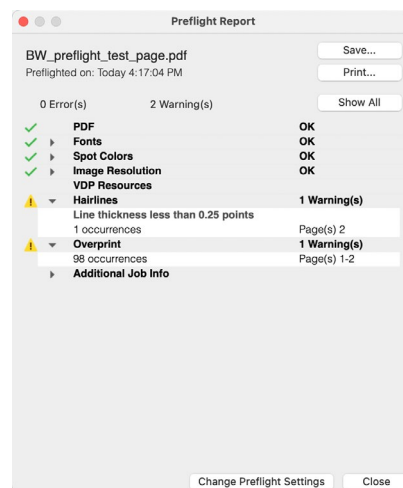 Preflight Report
BW_preflight_test_page.pdf
Save...
Preflighted on: Today 4:17:04 PM
Print...
0 Error(s) 2 Warning(s) Show All
PDF OK
Fonts OK
Spot Colors OK
Image Resolution OK
VDP Resources
Hairlines 1 Warning(s)
Line thickness less than 0.25 points
1 occurrences Page(s) 2
Overprint 1 Warning(s)
98 occurrences Page(s) 1-2
Additional Job Info
Change Preflight Settings Close